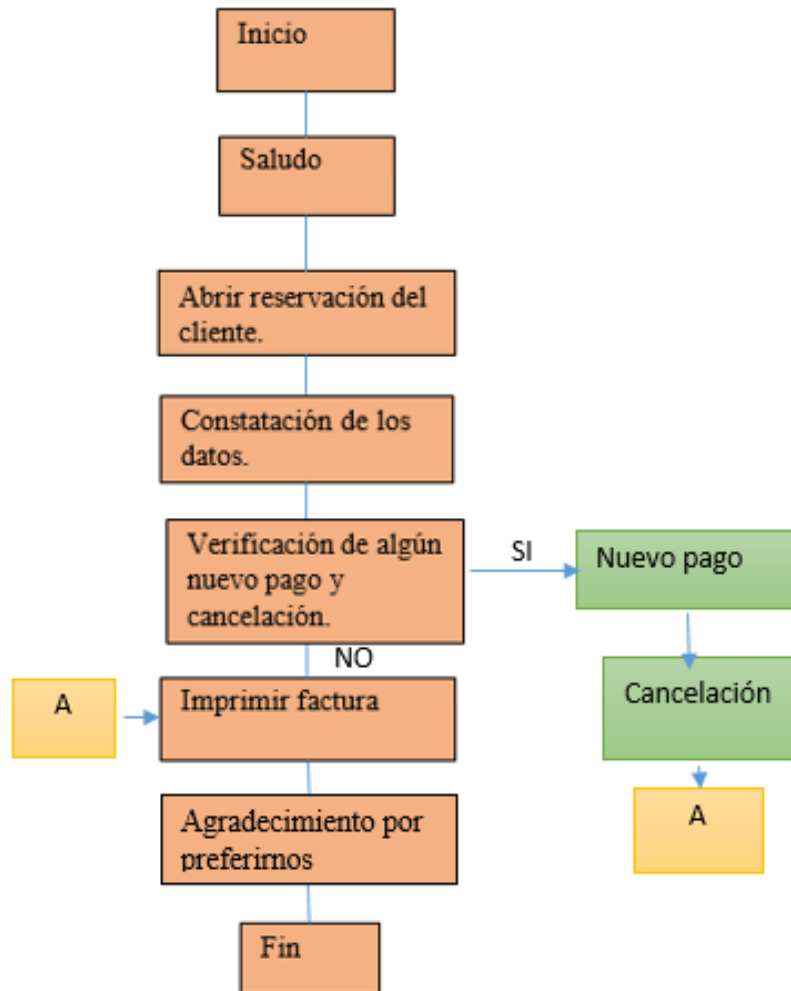 Inicio
Saludo
Abrir reservación del
cliente.
Constatación de los
datos.
Verificación de algún
nuevo pago y
cancelación.
SI
Nuevo pago
NO
Cancelación
A
Imprimir factura
A
Agradecimiento por
preferirnos
Fin